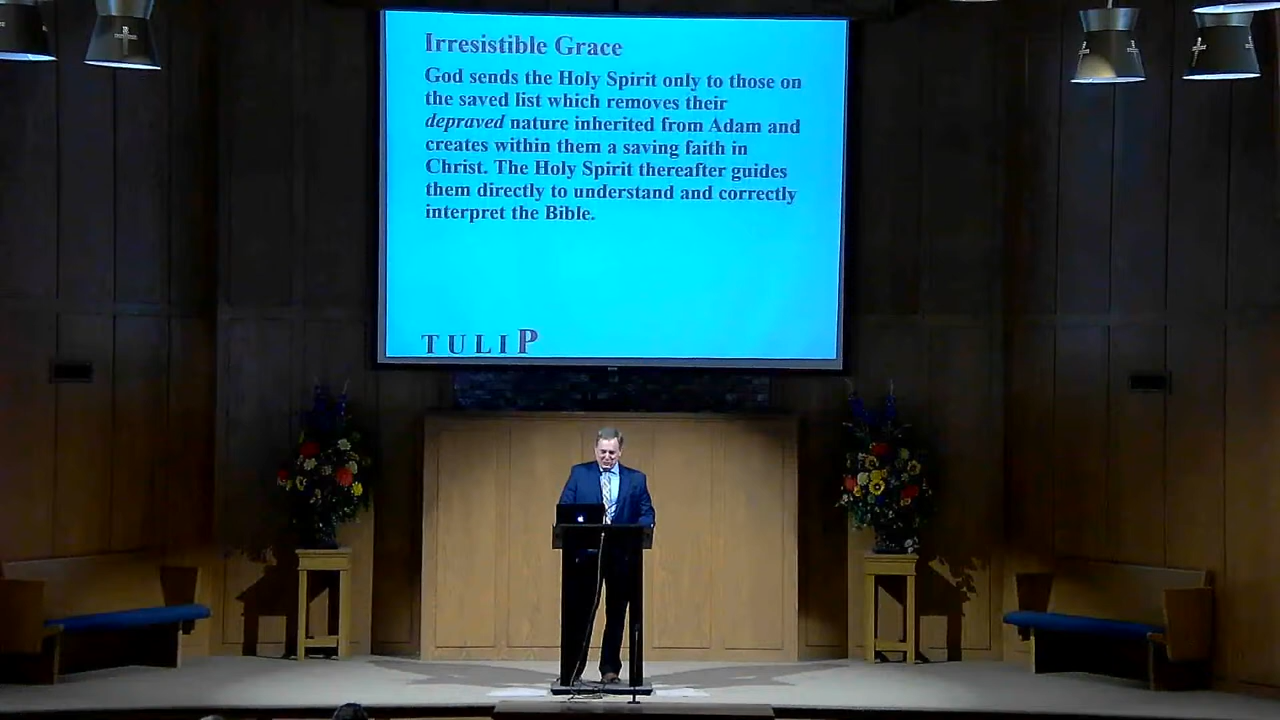 Irresistible Grace
God sends the Holy Spirit only to those on
the saved list which removes their
depraved nature inherited from Adam and
creates within them a saving faith in
Christ. The Holy Spirit thereafter guides
them directly to understand and correctly
interpret the Bible.
T U L I P